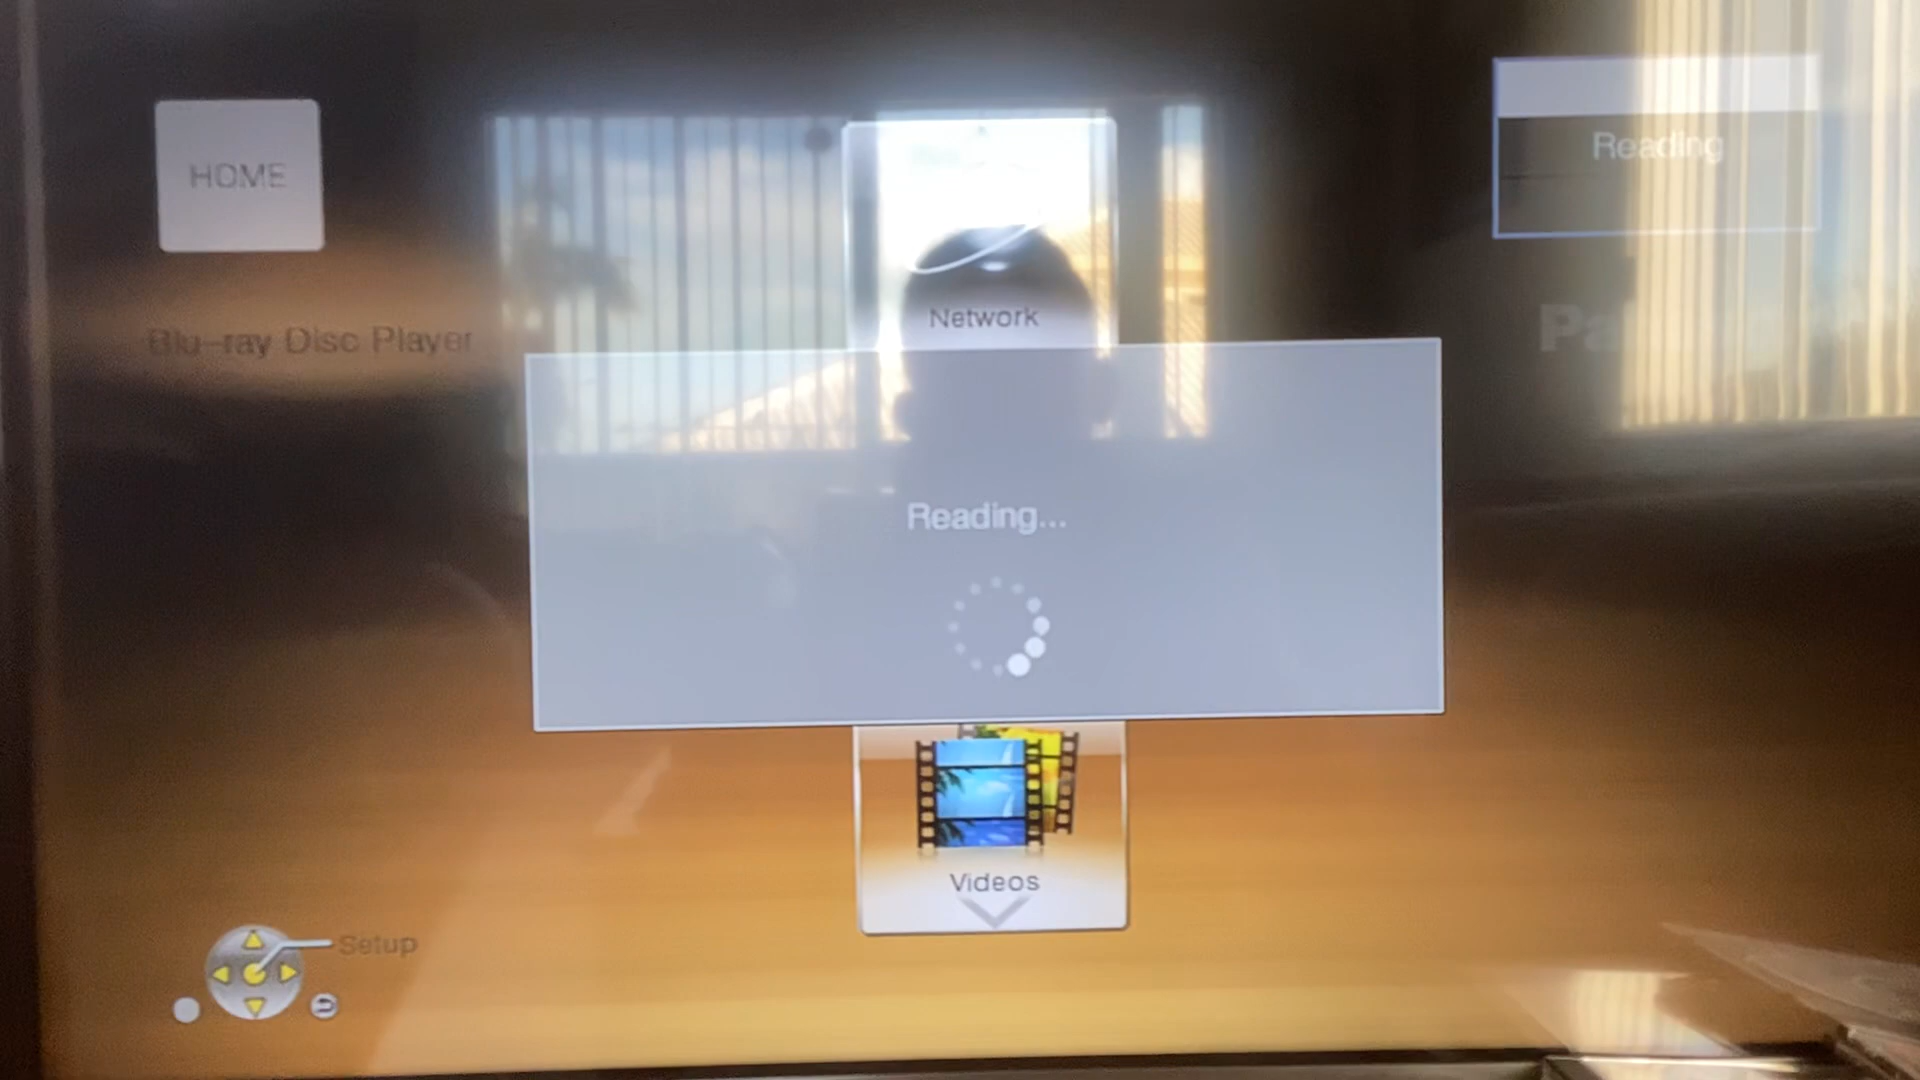 HOME
Reading
Network
Blu-ray Disc Player
Reading...
Videos
Setup